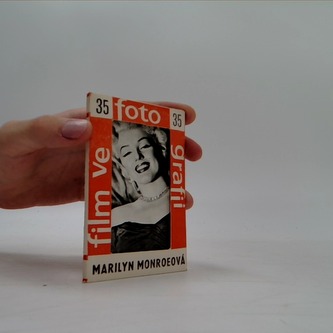 35 foto 35
film ve
grafii
MARILYN MONROEOVÁ